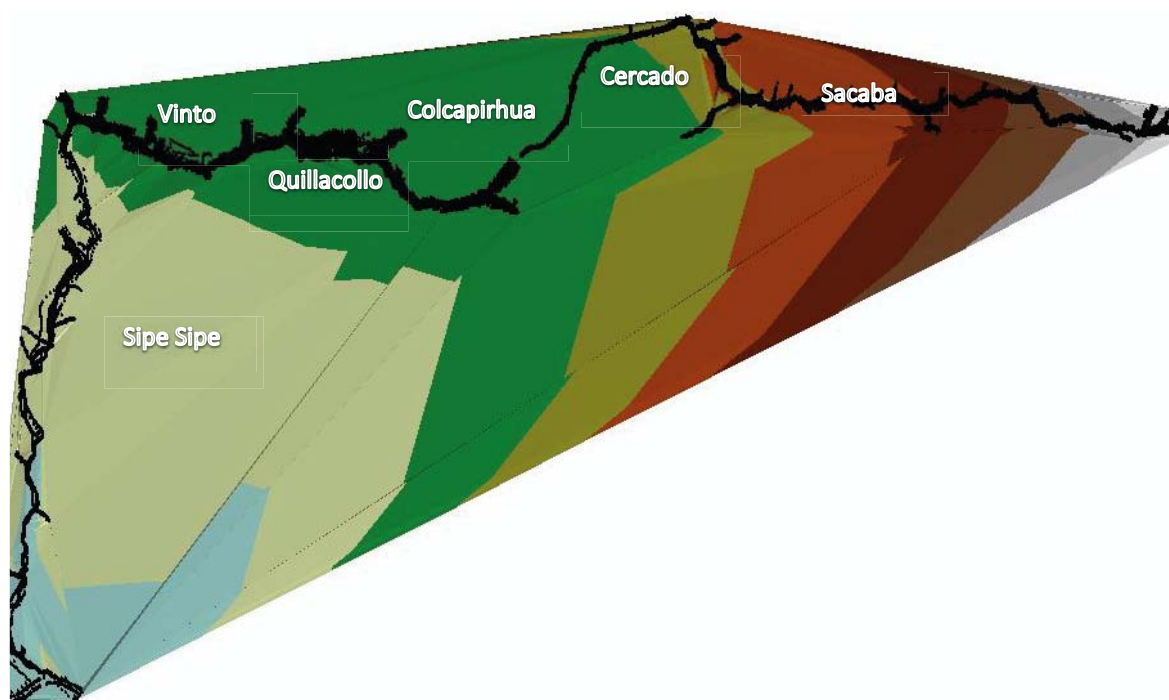 Cercado
Sacaba
Vinto
Colcapirhua
Quillacollo
Sipe Sipe